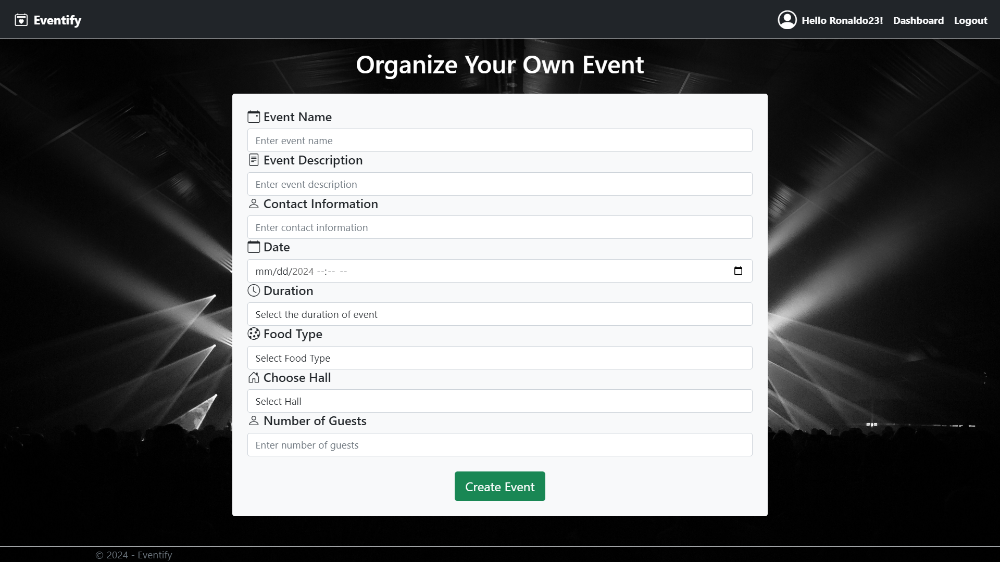 Eventify
Hello Ronaldo23! Dashboard Logout
Organize Your Own Event
Event Name
Enter event name
Event Description
Enter event description
Contact Information
Enter contact information
Date
mm/dd/2024 --:-- --
Duration
Select the duration of event
Food Type
Select Food Type
Choose Hall
Select Hall
Number of Guests
Enter number of guests
Create Event
© 2024 - Eventify